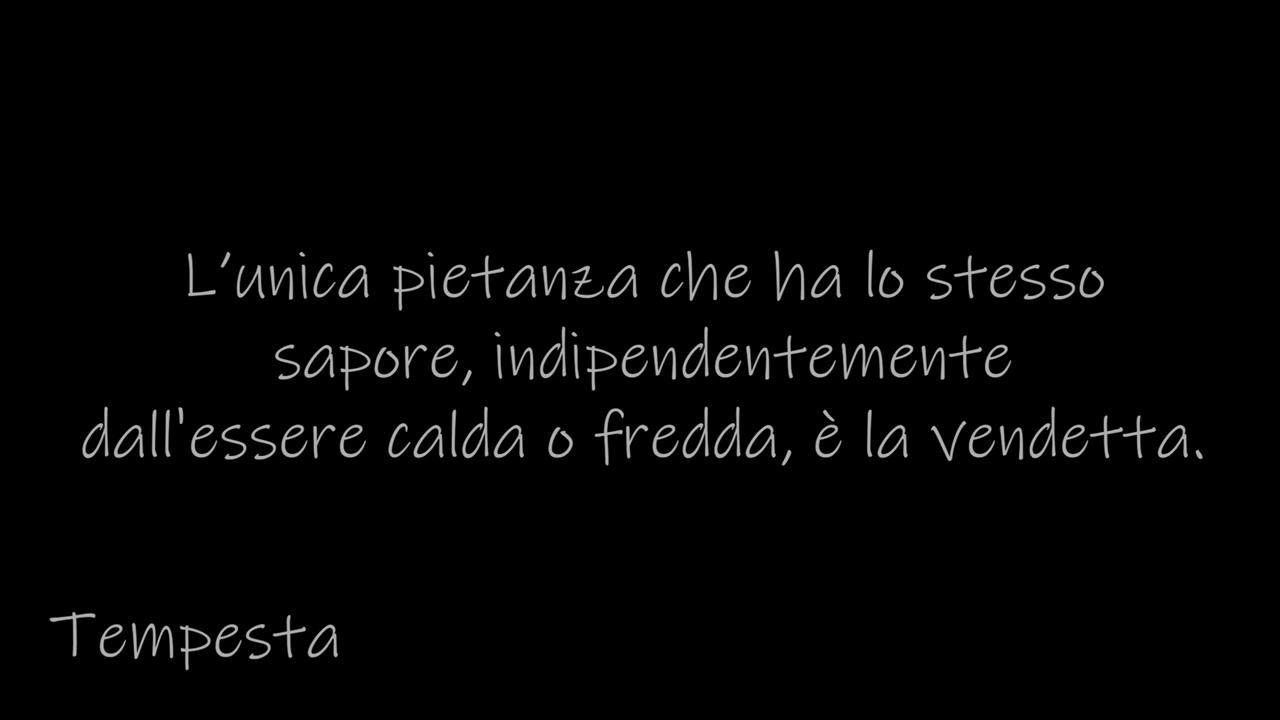 L’unica pietanza che ha lo stesso
sapore, indipendentemente
dall'essere calda o fredda, è la vendetta.
Tempesta